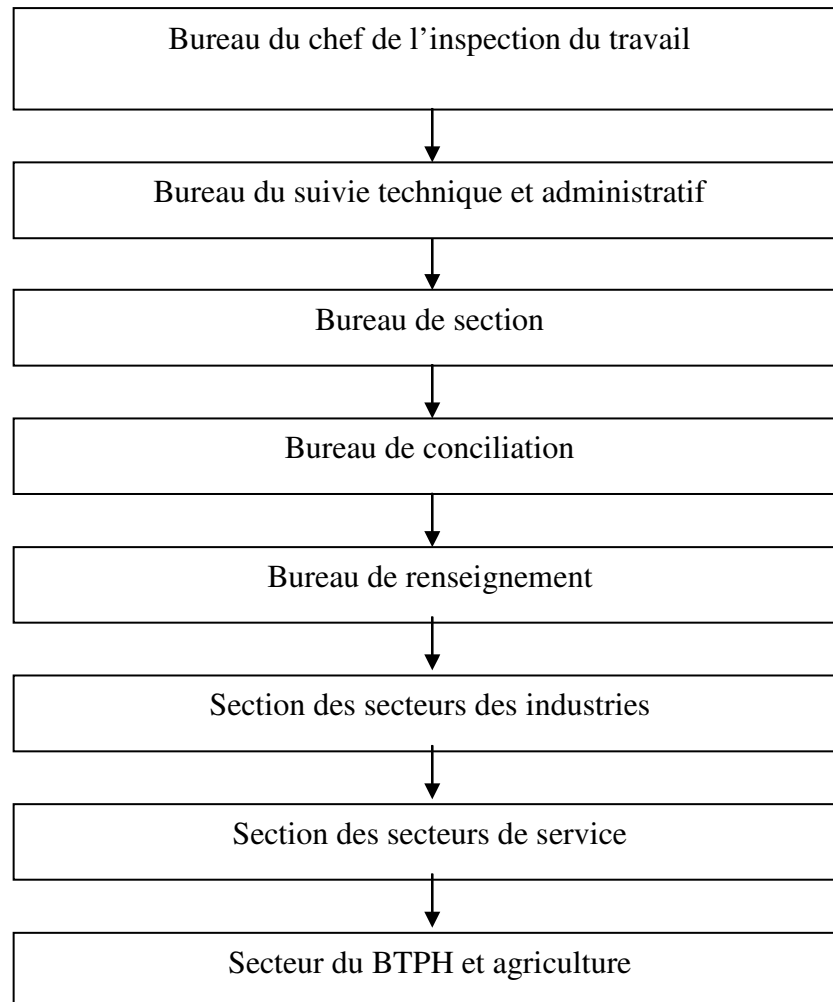 Bureau du chef de l’inspection du travail
Bureau du suivie technique et administratif
Bureau de section
Bureau de conciliation
Bureau de renseignement
Section des secteurs des industries
Section des secteurs de service
Secteur du BTPH et agriculture